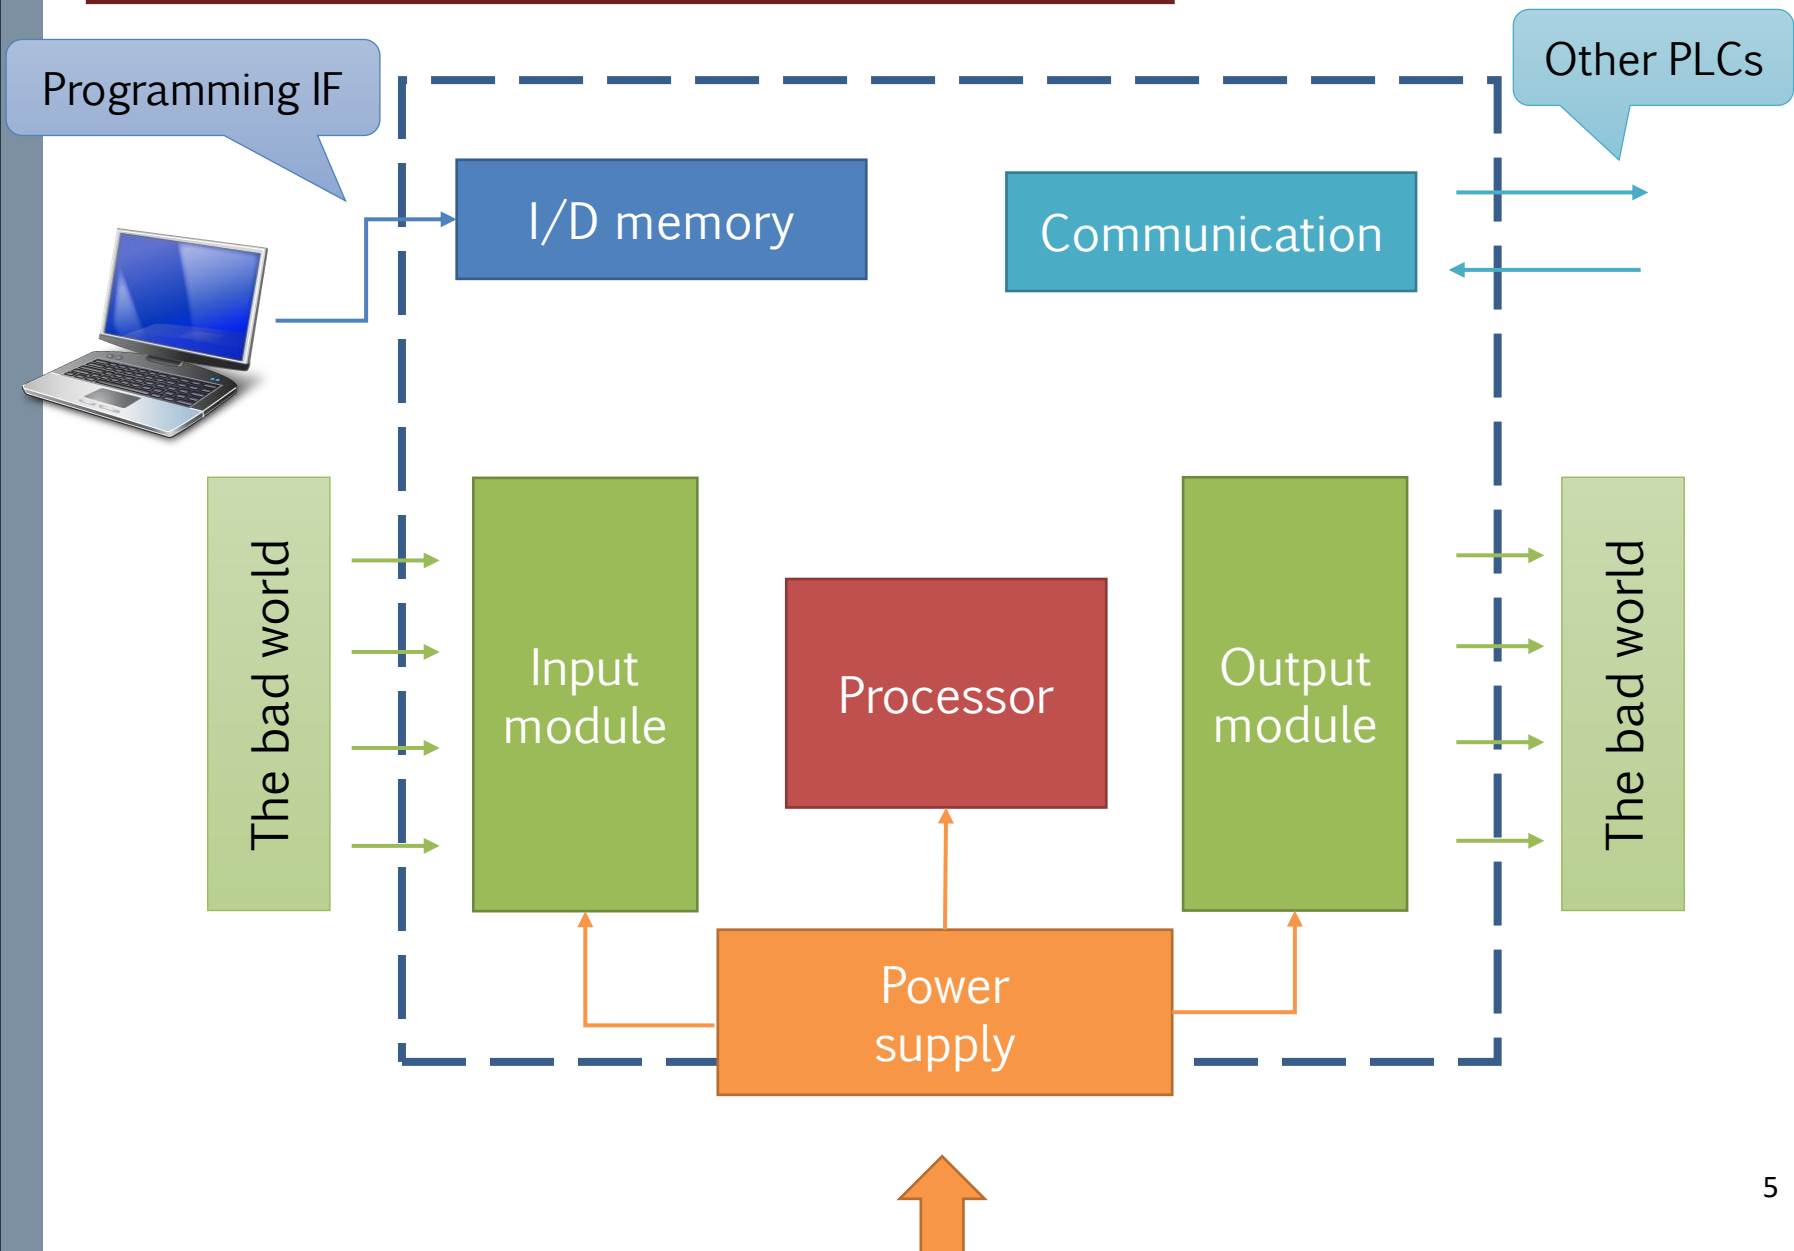 Programming IF
Other PLCs
I/D memory
Communication
The bad world
Input
module
Processor
Output
module
The bad world
Power
supply
5